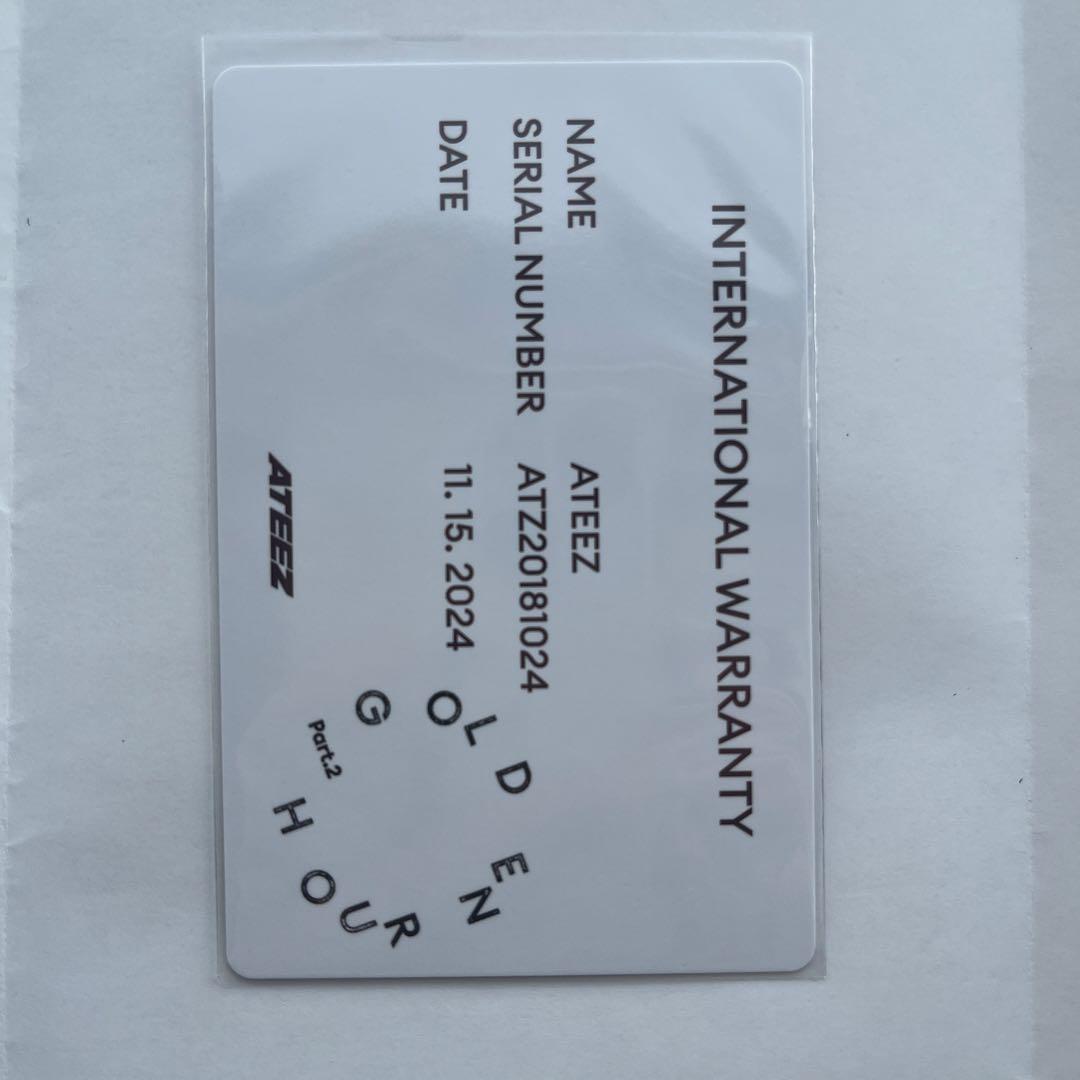 INTERNATIONAL WARRANTY
NAME ATEEZ
SERIAL NUMBER ATZ20181024
DATE 11. 15. 2024
GOLDEN
HOUR
Part.2
ATEEZ